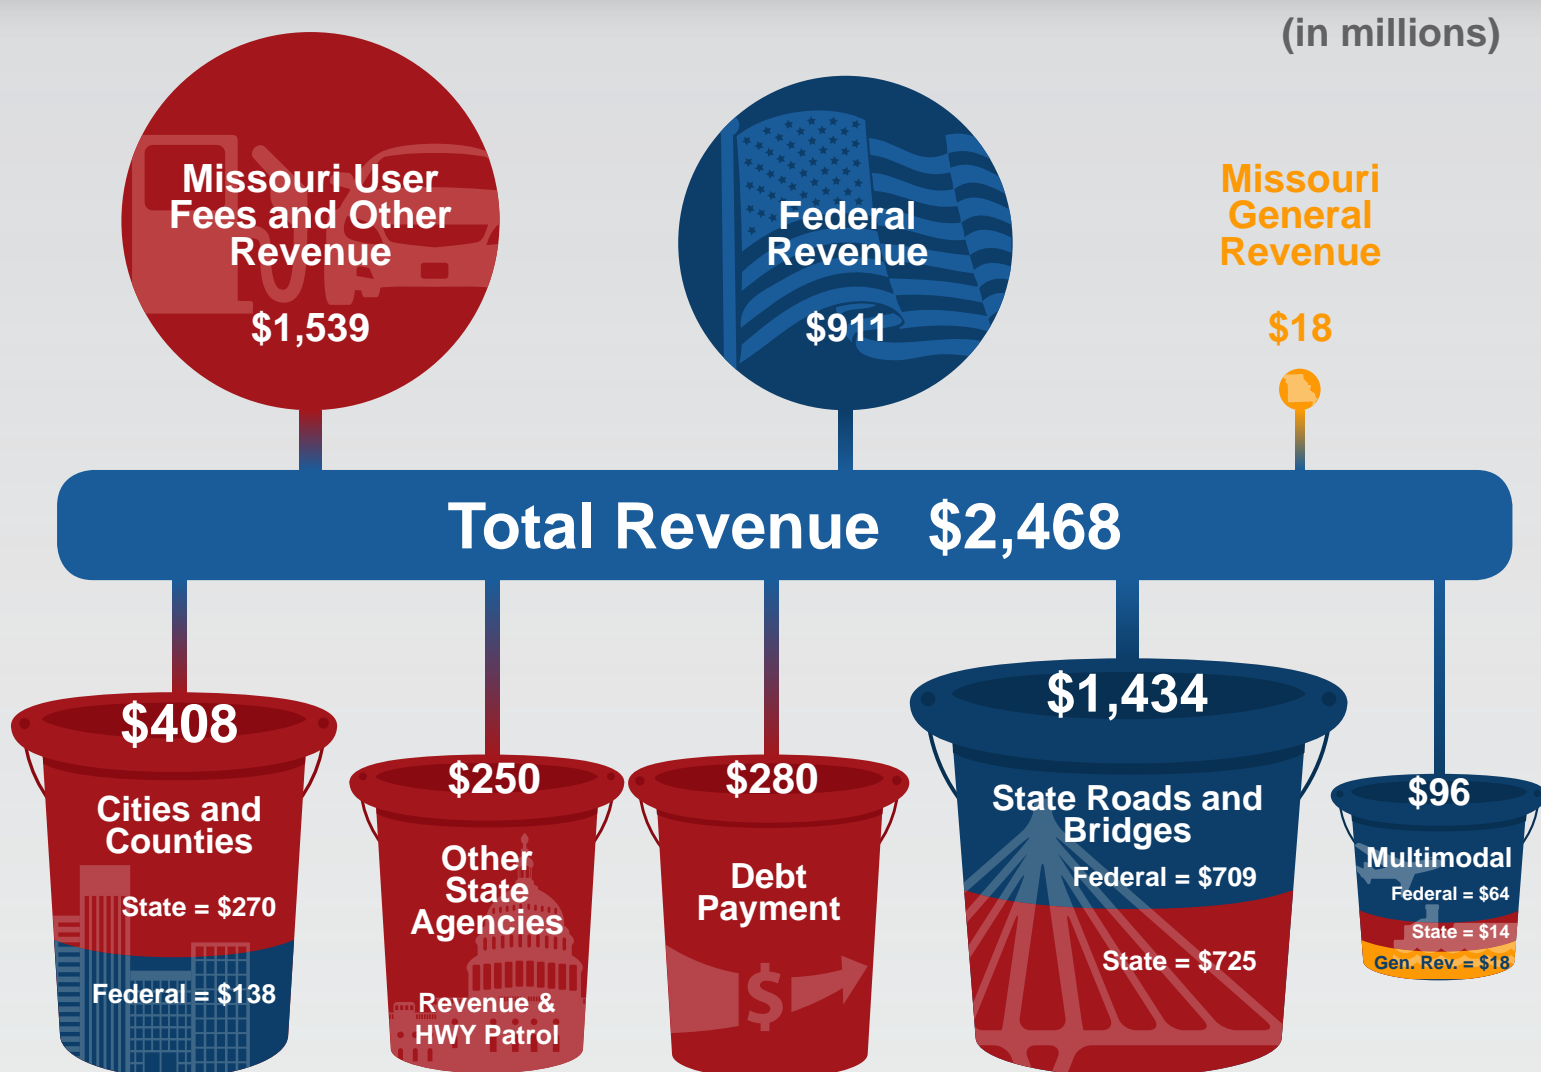 (in millions)
Missouri User
Fees and Other
Revenue
$1,539
Federal
Revenue
$911
Missouri
General
Revenue
$18
Total Revenue $2,468
$408
Cities and
Counties
State = $270
Federal = $138
$250
Other
State
Agencies
Revenue &
HWY Patrol
$280
Debt
Payment
$
$1,434
State Roads and
Bridges
Federal = $709
State = $725
$96
Multimodal
Federal = $64
State = $14
Gen. Rev. = $18